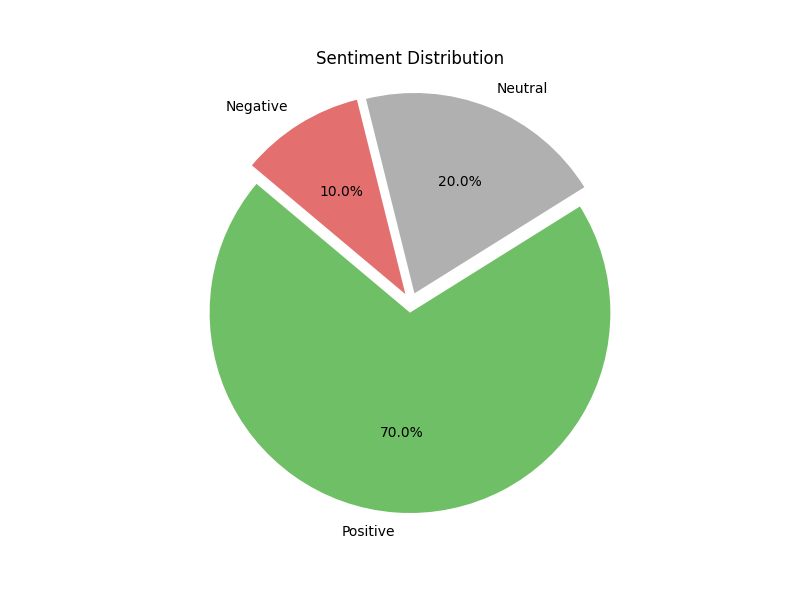 Sentiment Distribution
Neutral
Negative
20.0%
10.0%
70.0%
Positive